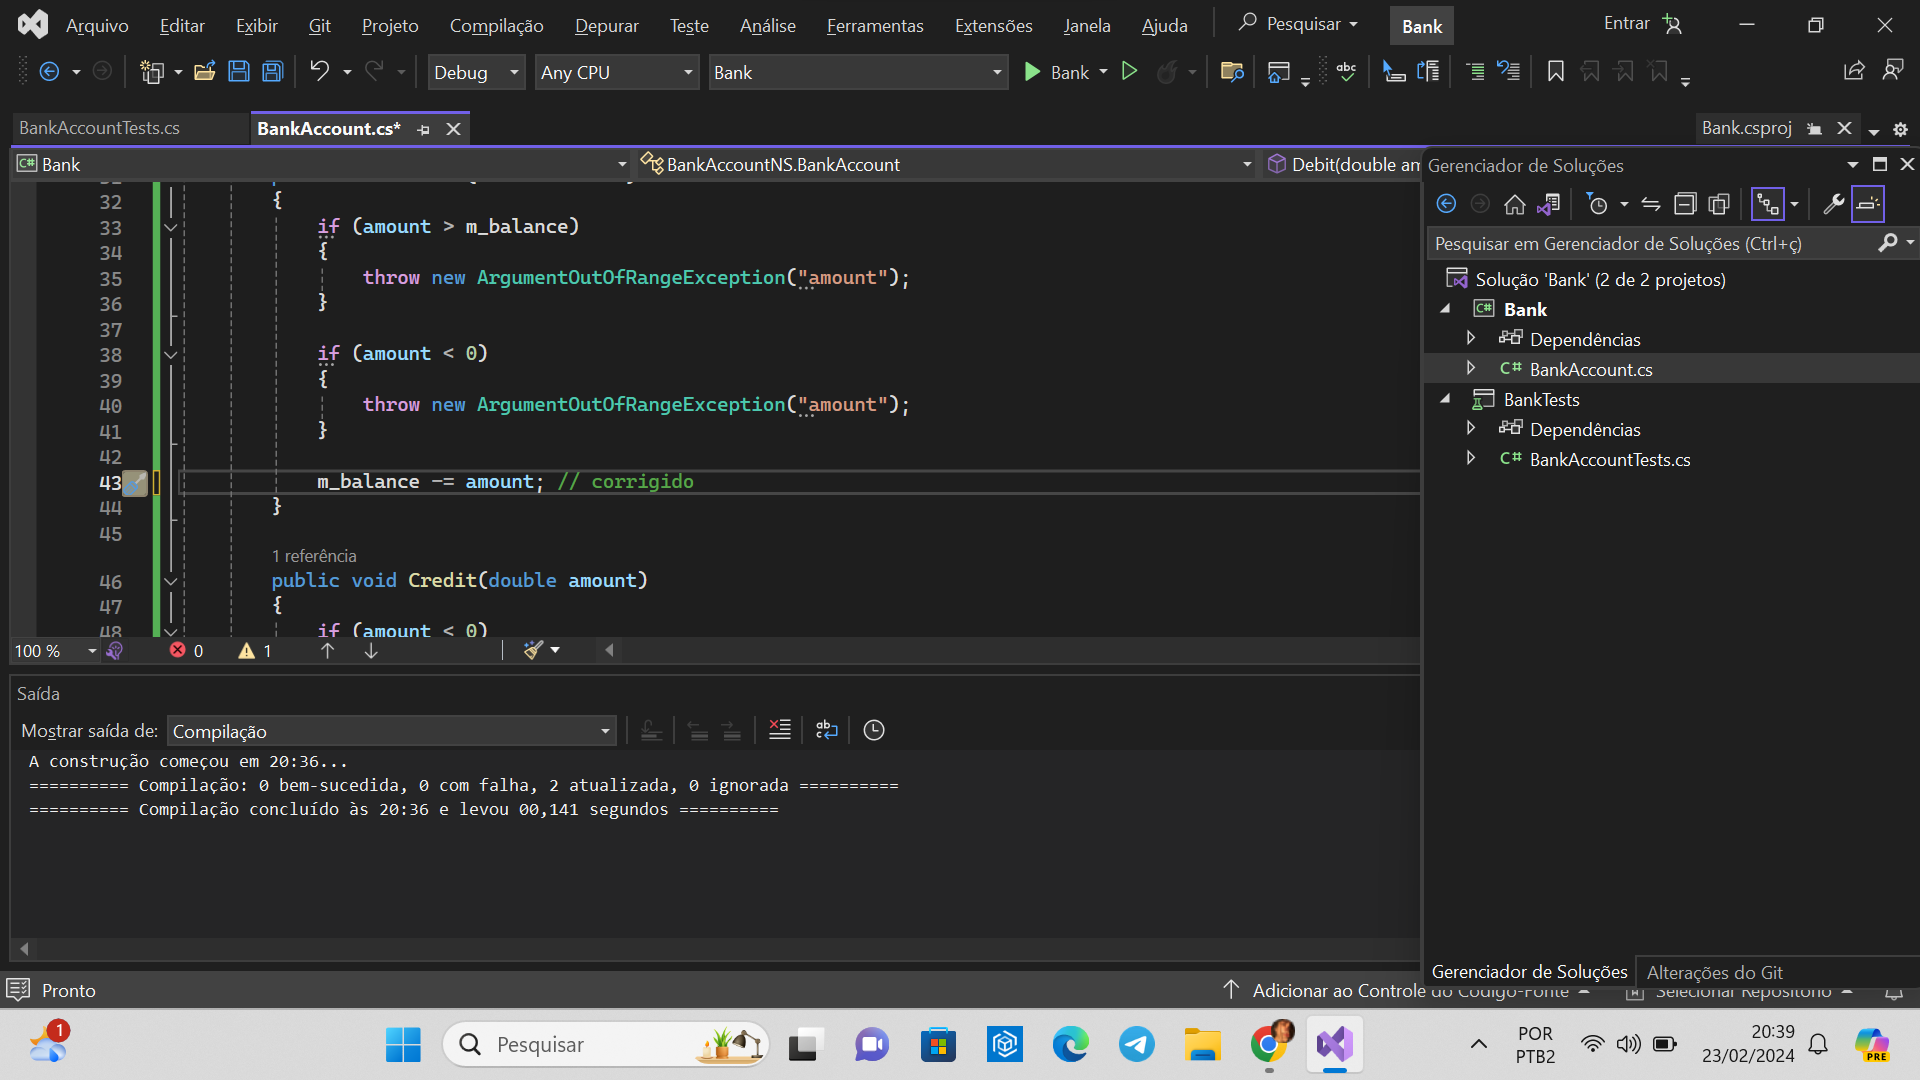 Arquivo Editar Exibir Git Projeto Compilação Depurar Teste Análise Ferramentas Extensões Janela Ajuda Pesquisar Bank Entrar
Debug Any CPU Bank Bank
BankAccountTests.cs BankAccount.cs* Bank.csproj
C# Bank BankAccountNS.BankAccount Debit(double am
Gerenciador de Soluções
32 {
33 if (amount > m_balance)
34 {
35 throw new ArgumentOutOfRangeException("amount");
36 }
37
38 if (amount < 0)
39 {
40 throw new ArgumentOutOfRangeException("amount");
41 }
42
43 m_balance -= amount; // corrigido
44 }
45
1 referência
46 public void Credit(double amount)
47 {
48 if (amount < 0)
100 % 0 1
Pesquisar em Gerenciador de Soluções (Ctrl+ç)
Solução 'Bank' (2 de 2 projetos)
C# Bank
Dependências
C# BankAccount.cs
BankTests
Dependências
C# BankAccountTests.cs
Saída
Mostrar saída de: Compilação
A construção começou em 20:36...
========== Compilação: 0 bem-sucedida, 0 com falha, 2 atualizada, 0 ignorada ==========
========== Compilação concluído às 20:36 e levou 00,141 segundos ==========
Gerenciador de Soluções Alterações do Git
Pronto Adicionar ao Controle do Código-Fonte Selecionar Repositório
1 Pesquisar POR 20:39
PTB2 23/02/2024 PRE